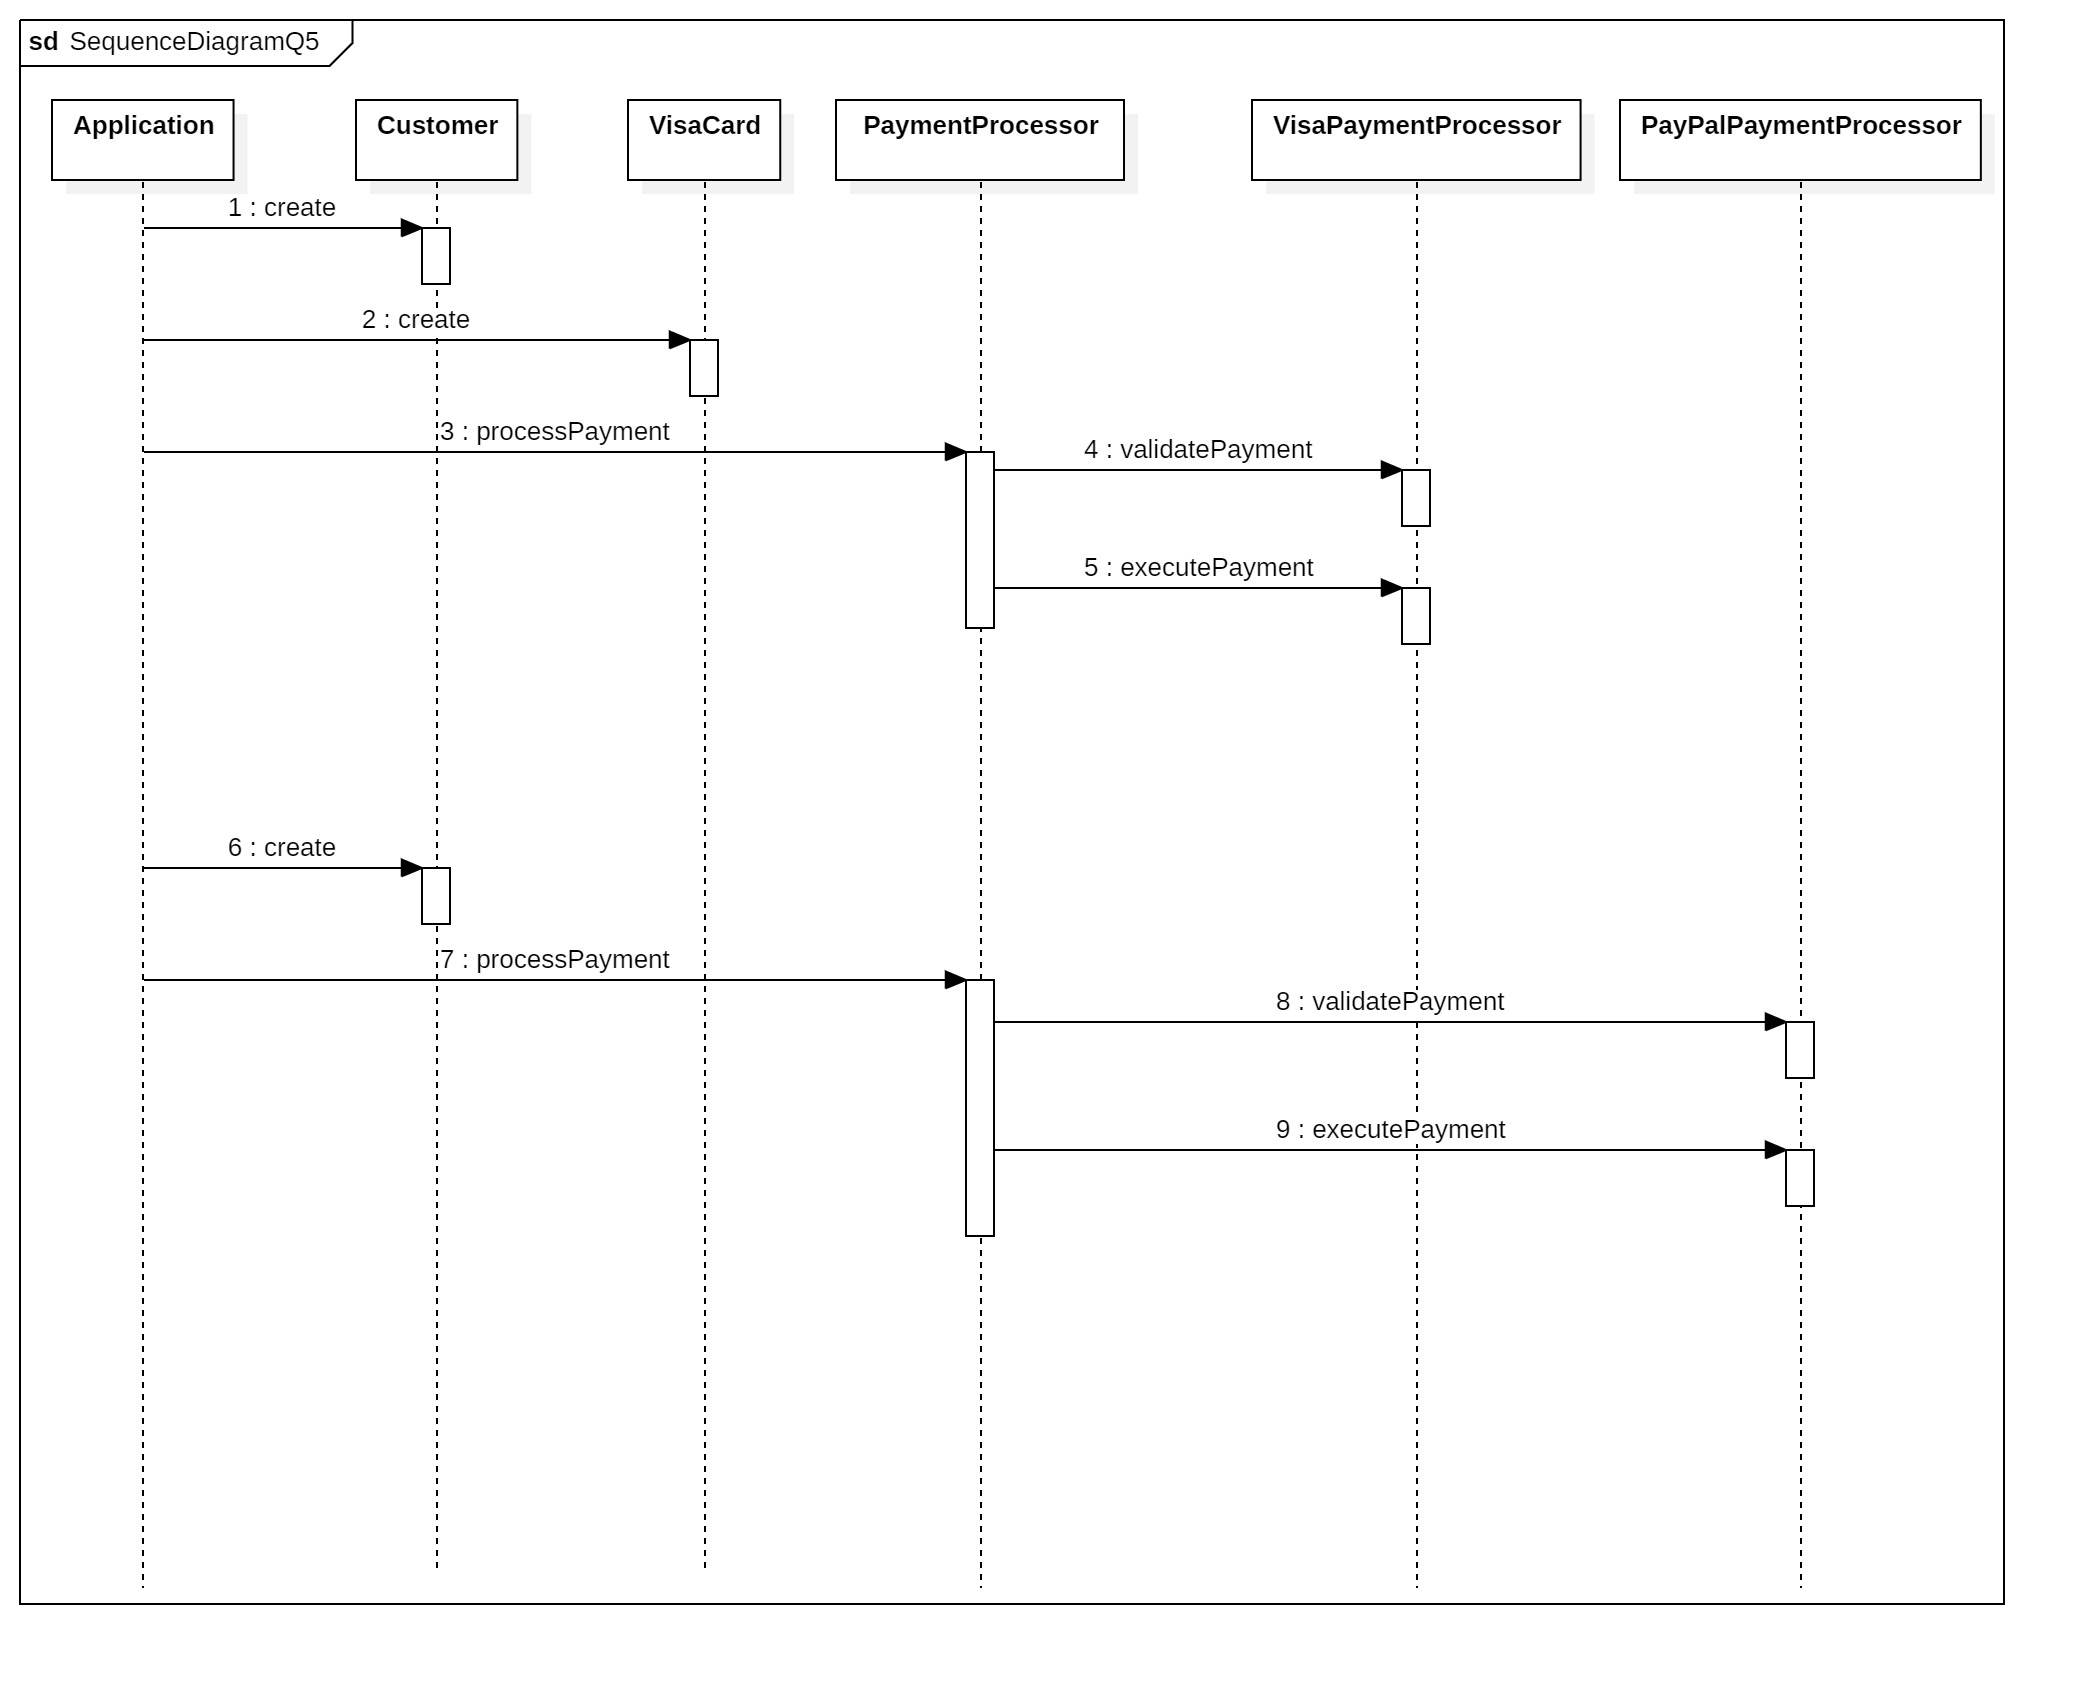 sd SequenceDiagramQ5
Application
Customer
VisaCard
PaymentProcessor
VisaPaymentProcessor
PayPalPaymentProcessor
1 : create
2 : create
3 : processPayment
4 : validatePayment
5 : executePayment
6 : create
7 : processPayment
8 : validatePayment
9 : executePayment